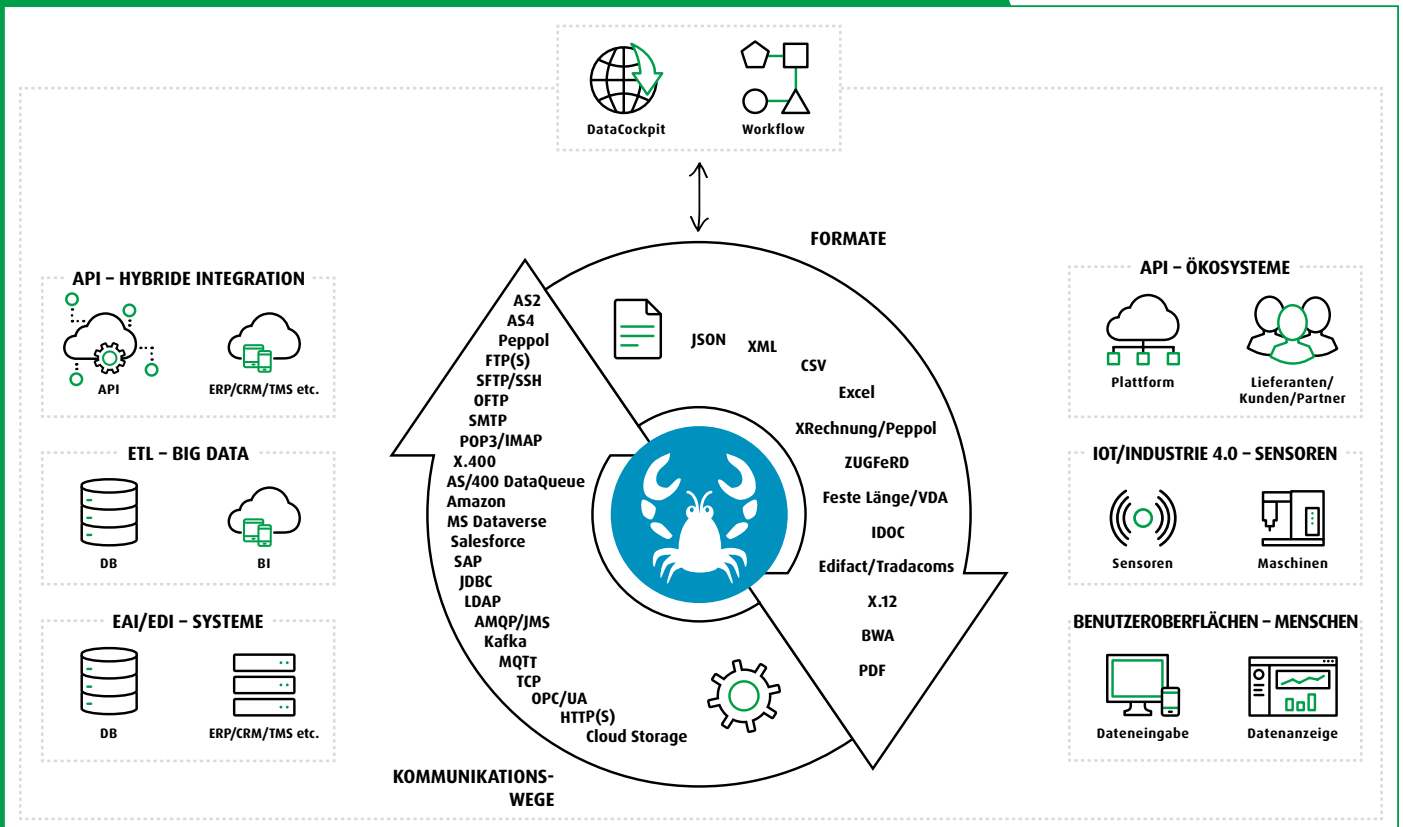 DataCockpit
Workflow
API – HYBRIDE INTEGRATION
API
ERP/CRM/TMS etc.
ETL – BIG DATA
DB
BI
EAI/EDI – SYSTEME
DB
ERP/CRM/TMS etc.
AS2
AS4
Peppol
FTP(S)
SFTP/SSH
OFTP
SMTP
POP3/IMAP
X.400
AS/400 DataQueue
Amazon
MS Dataverse
Salesforce
SAP
JDBC
LDAP
AMQP/JMS
Kafka
MQTT
TCP
OPC/UA
HTTP(S)
Cloud Storage
KOMMUNIKATIONS-
WEGE
FORMATE
JSON
XML
CSV
Excel
XRechnung/Peppol
ZUGFeRD
Feste Länge/VDA
IDOC
Edifact/Tradacoms
X.12
BWA
PDF
API – ÖKOSYSTEME
Plattform
Lieferanten/
Kunden/Partner
IOT/INDUSTRIE 4.0 – SENSOREN
Sensoren
Maschinen
BENUTZEROBERFLÄCHEN – MENSCHEN
Dateneingabe
Datenanzeige